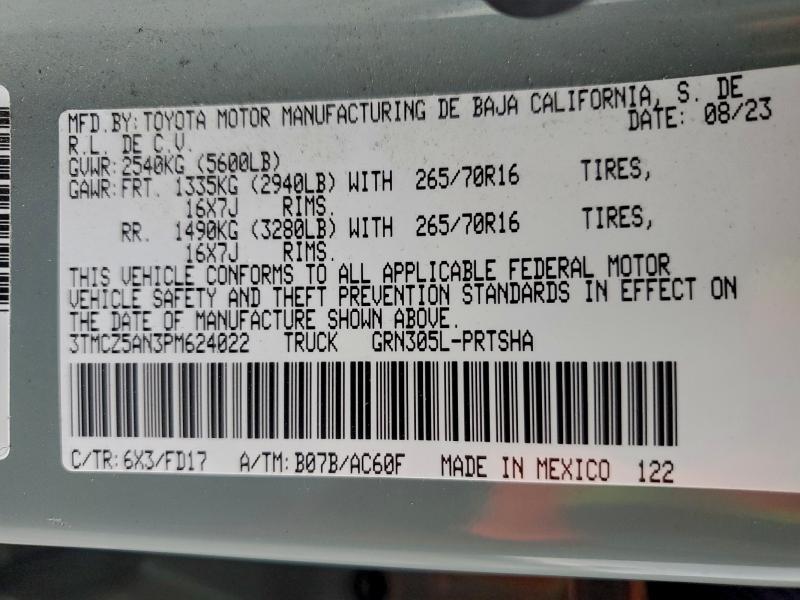 MFD.BY:TOYOTA MOTOR MANUFACTURING DE BAJA CALIFORNIA, S. DE
R.L. DE C.V. DATE: 08/23
GVWR:2540KG (5600LB)
GAWR:FRT. 1335KG (2940LB) WITH 265/70R16 TIRES,
16X7J RIMS.
RR. 1490KG (3280LB) WITH 265/70R16 TIRES,
16X7J RIMS.
THIS VEHICLE CONFORMS TO ALL APPLICABLE FEDERAL MOTOR
VEHICLE SAFETY AND THEFT PREVENTION STANDARDS IN EFFECT ON
THE DATE OF MANUFACTURE SHOWN ABOVE.
3TMCZ5AN3PM624022 TRUCK GRN305L-PRTSHA
C/TR:6X3/FD17 A/TM:B07B/AC60F MADE IN MEXICO 122